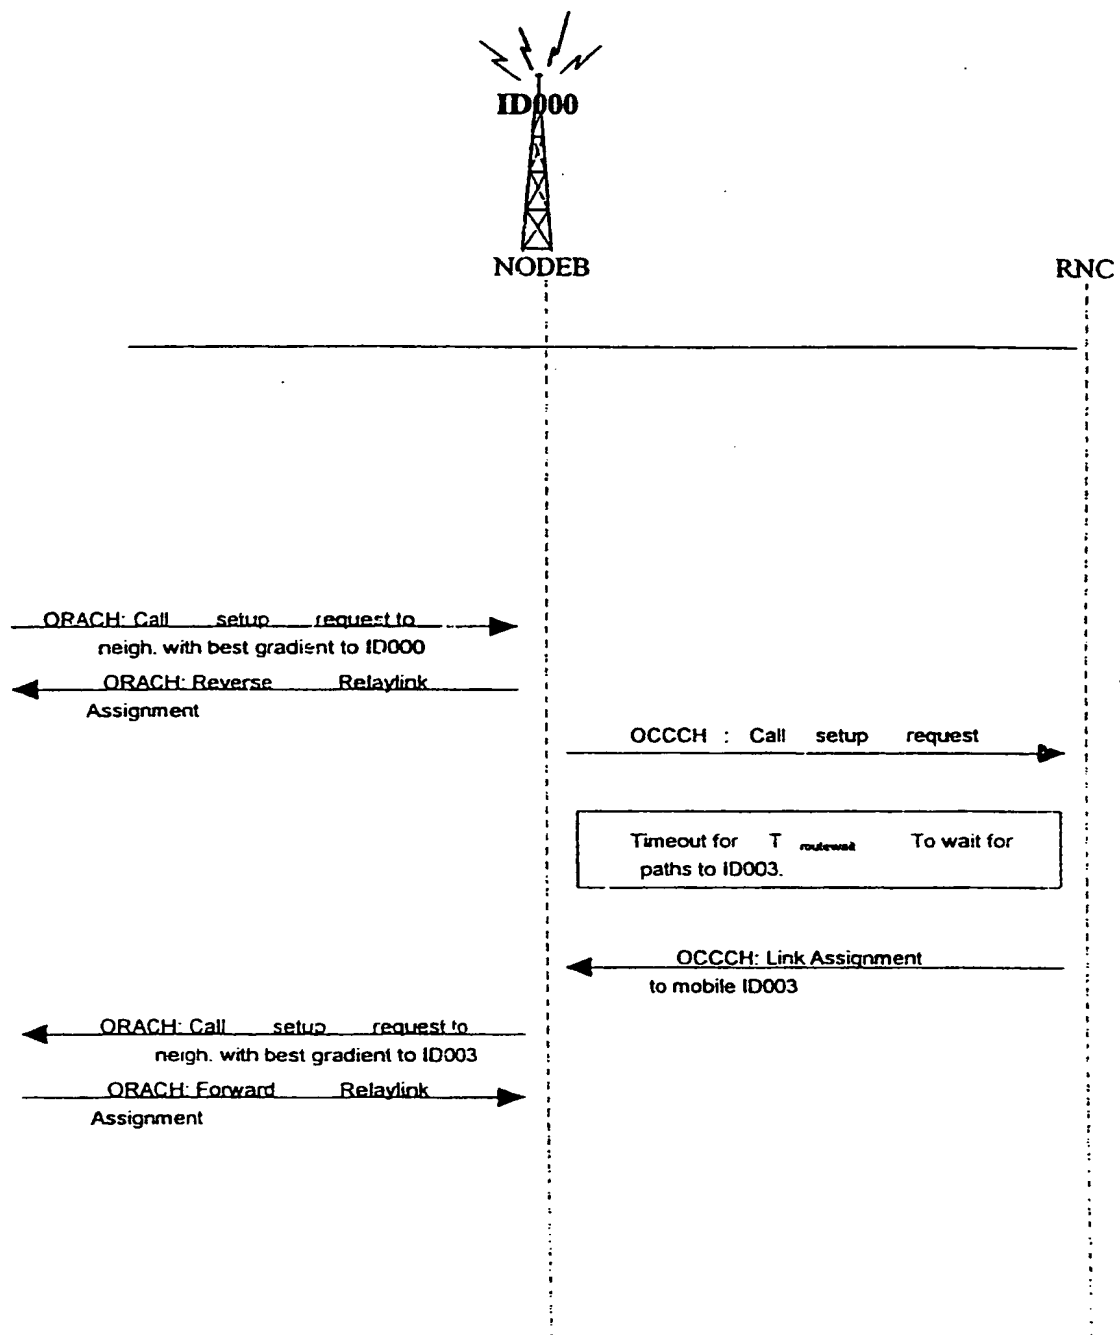 ID000
NODEB
RNC
ORACH: Call setup request to
neigh. with best gradient to ID000
ORACH: Reverse Relaylink
Assignment
OCCCH : Call setup request
Timeout for T routewait To wait for
paths to ID003.
OCCCH: Link Assignment
to mobile ID003
ORACH: Call setup request to
neigh. with best gradient to ID003
ORACH: Forward Relaylink
Assignment